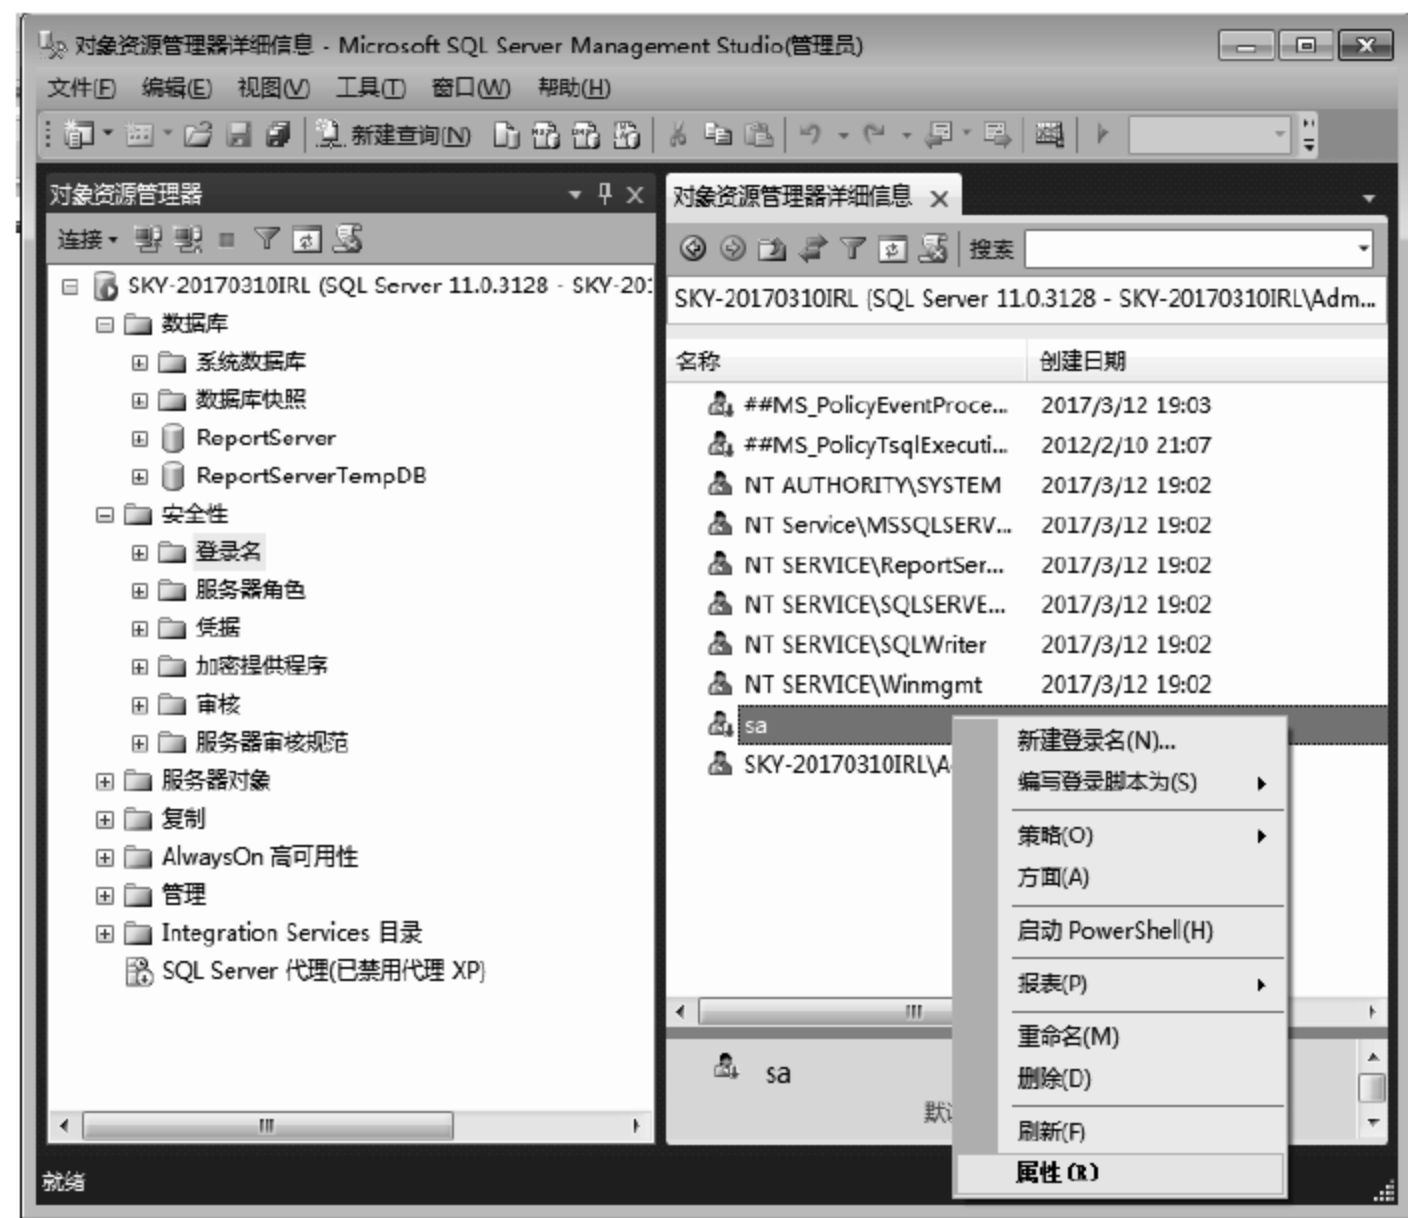 对象资源管理器详细信息 - Microsoft SQL Server Management Studio(管理员)
文件(F) 编辑(E) 视图(V) 工具(T) 窗口(W) 帮助(H)
新建查询(N)
对象资源管理器
连接
SKY-20170310IRL (SQL Server 11.0.3128 - SKY-201
数据库
系统数据库
数据库快照
ReportServer
ReportServerTempDB
安全性
登录名
服务器角色
凭据
加密提供程序
审核
服务器审核规范
服务器对象
复制
AlwaysOn 高可用性
管理
Integration Services 目录
SQL Server 代理(已禁用代理 XP)
对象资源管理器详细信息
搜索
SKY-20170310IRL (SQL Server 11.0.3128 - SKY-20170310IRL\Adm...
名称 创建日期
##MS_PolicyEventProce... 2017/3/12 19:03
##MS_PolicyTsqlExecuti... 2012/2/10 21:07
NT AUTHORITY\SYSTEM 2017/3/12 19:02
NT Service\MSSQLSERV... 2017/3/12 19:02
NT SERVICE\ReportSer... 2017/3/12 19:02
NT SERVICE\SQLSERVE... 2017/3/12 19:02
NT SERVICE\SQLWriter 2017/3/12 19:02
NT SERVICE\Winmgmt 2017/3/12 19:02
sa
SKY-20170310IRL\A
新建登录名(N)...
编写登录脚本为(S)
策略(O)
方面(A)
启动 PowerShell(H)
报表(P)
重命名(M)
删除(D)
刷新(F)
属性(R)
sa
默
就绪